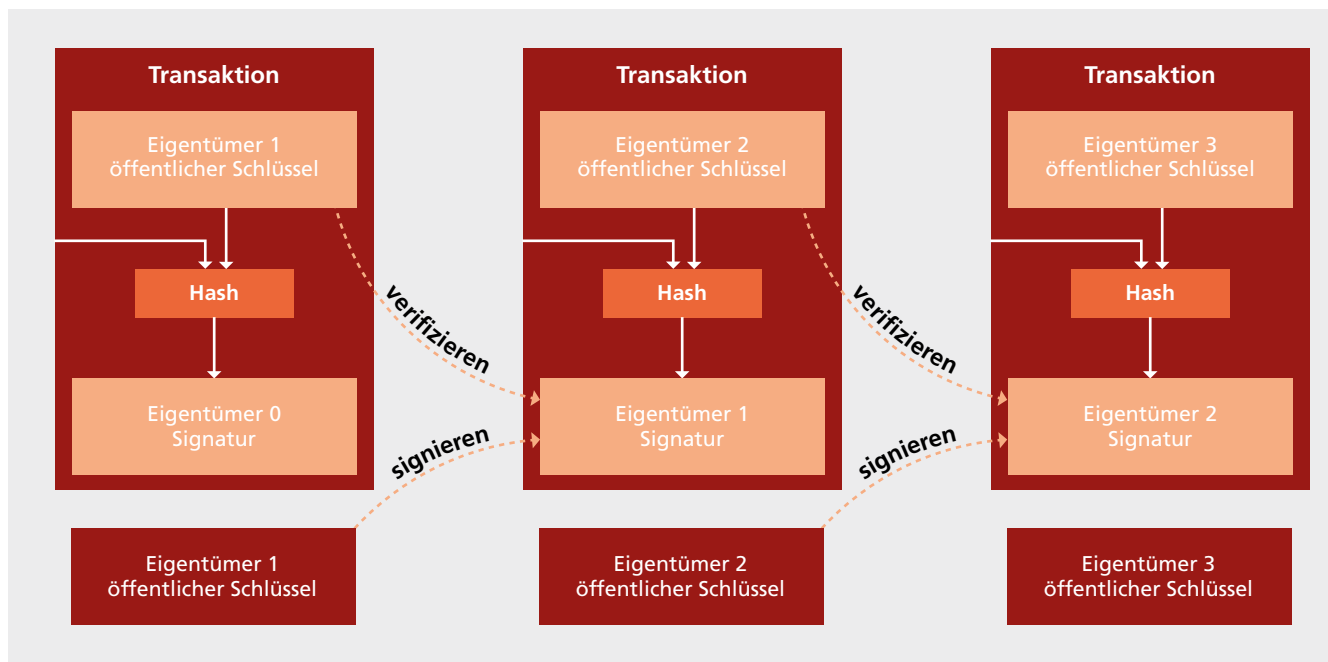 Transaktion
Eigentümer 1
öffentlicher Schlüssel
Hash
Eigentümer 0
Signatur
Transaktion
Eigentümer 2
öffentlicher Schlüssel
Hash
Eigentümer 1
Signatur
Transaktion
Eigentümer 3
öffentlicher Schlüssel
Hash
Eigentümer 2
Signatur
verifizieren
verifizieren
signieren
signieren
Eigentümer 1
öffentlicher Schlüssel
Eigentümer 2
öffentlicher Schlüssel
Eigentümer 3
öffentlicher Schlüssel